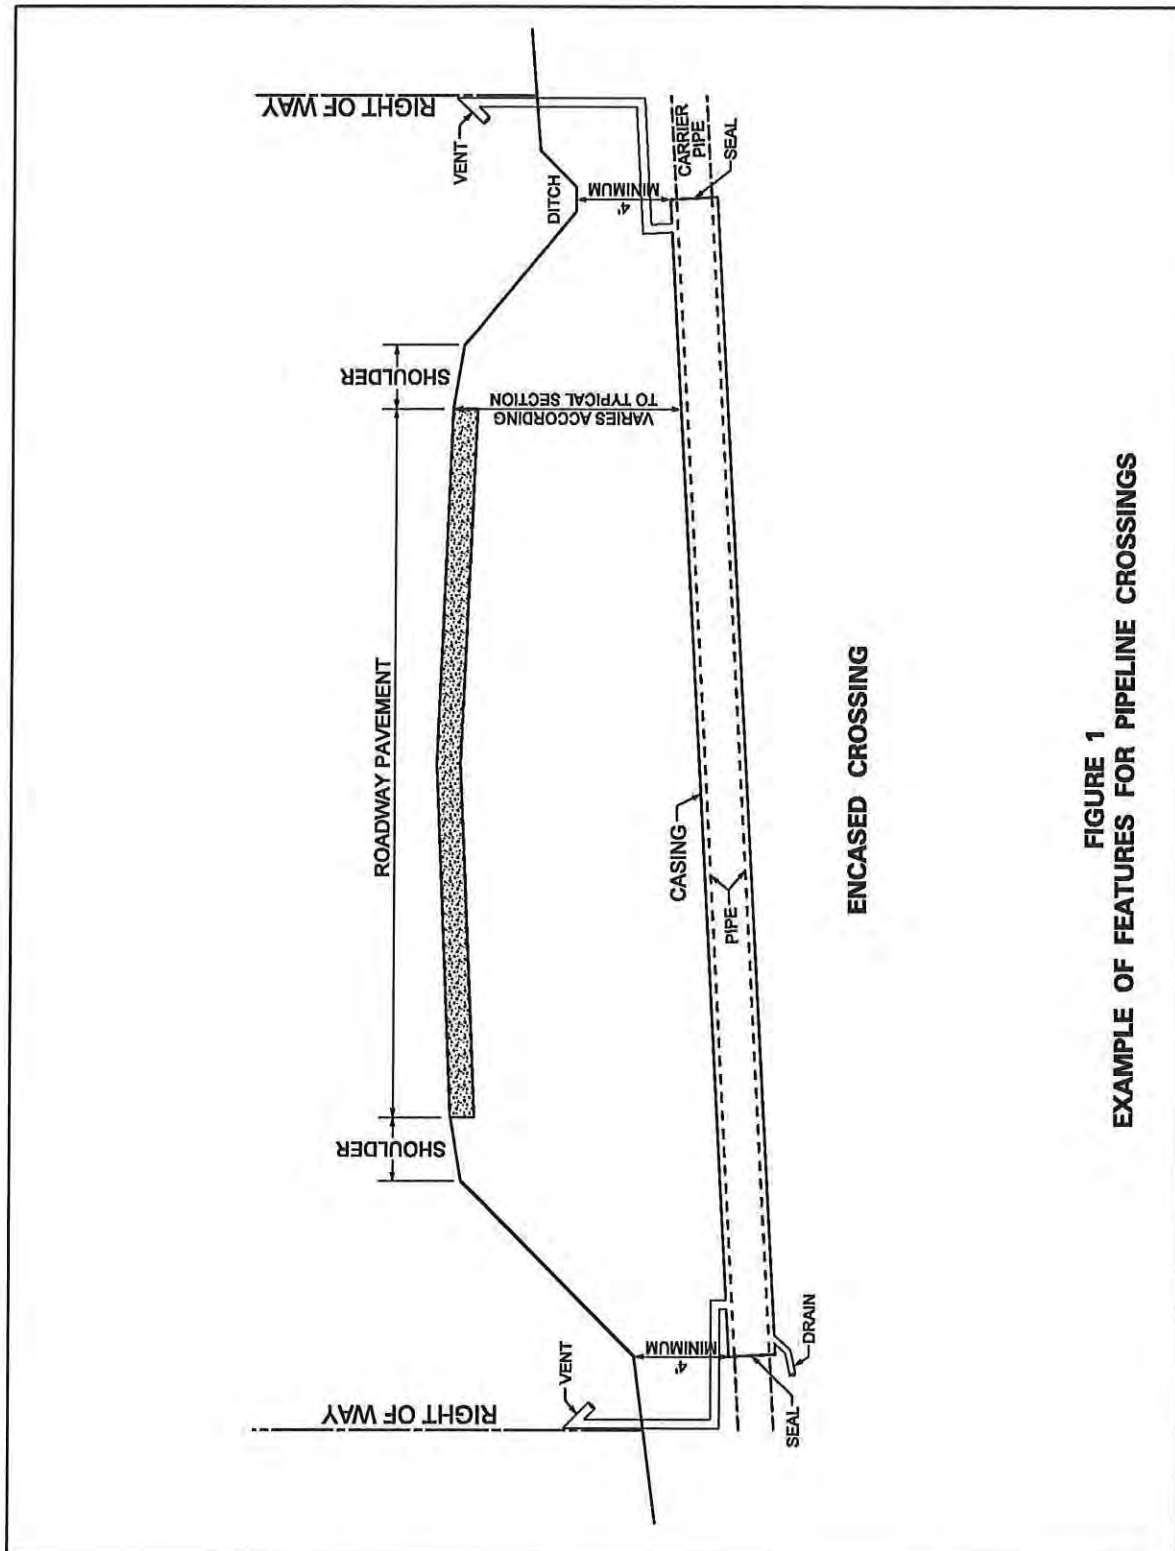 RIGHT OF WAY
VENT
SHOULDER
ROADWAY PAVEMENT
SHOULDER
VARIES ACCORDING
TO TYPICAL SECTION
DITCH
VENT
RIGHT OF WAY
4'
MINIMUM
4'
MINIMUM
CARRIER
PIPE
SEAL
CASING
PIPE
SEAL
DRAIN
ENCASED CROSSING
FIGURE 1
EXAMPLE OF FEATURES FOR PIPELINE CROSSINGS